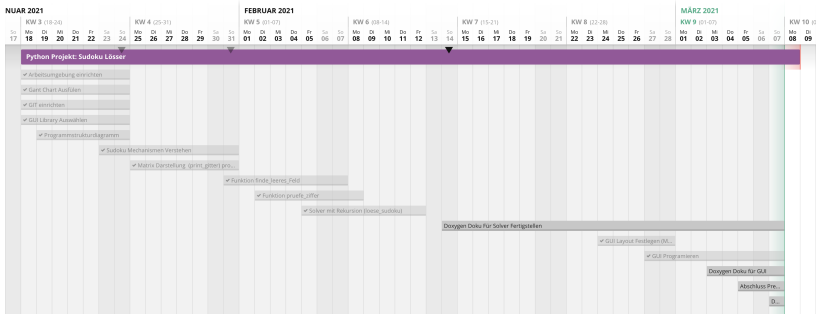 NUAR 2021 FEBRUAR 2021 MÄRZ 2021
KW 3 (18-24) KW 4 (25-31) KW 5 (01-07) KW 6 (08-14) KW 7 (15-21) KW 8 (22-28) KW 9 (01-07) KW 10
So Mo Di Mi Do Fr Sa So Mo Di Mi Do Fr Sa So Mo Di Mi Do Fr Sa So Mo Di Mi Do Fr Sa So Mo Di Mi Do Fr Sa So Mo Di Mi Do Fr Sa So Mo Di Mi Do Fr Sa So Mo Di
17 18 19 20 21 22 23 24 25 26 27 28 29 30 31 01 02 03 04 05 06 07 08 09 10 11 12 13 14 15 16 17 18 19 20 21 22 23 24 25 26 27 28 01 02 03 04 05 06 07 08 09
Python Projekt: Sudoku Lösser
Arbeitsumgebung einrichten
Gant Chart Ausfülen
GIT einrichten
GUI Library Auswählen
Programmstrukturdiagramm
Sudoku Mechanismen Verstehen
Matrix Darstellung (print_gitter) pro...
Funktion finde_leeres_Feld
Funktion pruefe_ziffer
Solver mit Rekursion (loese_sudoku)
Doxygen Doku Für Solver Fertigstellen
GUI Layout Festlegen (M...
GUI Programieren
Doxygen Doku für GUI
Abschluss Pre...
D...